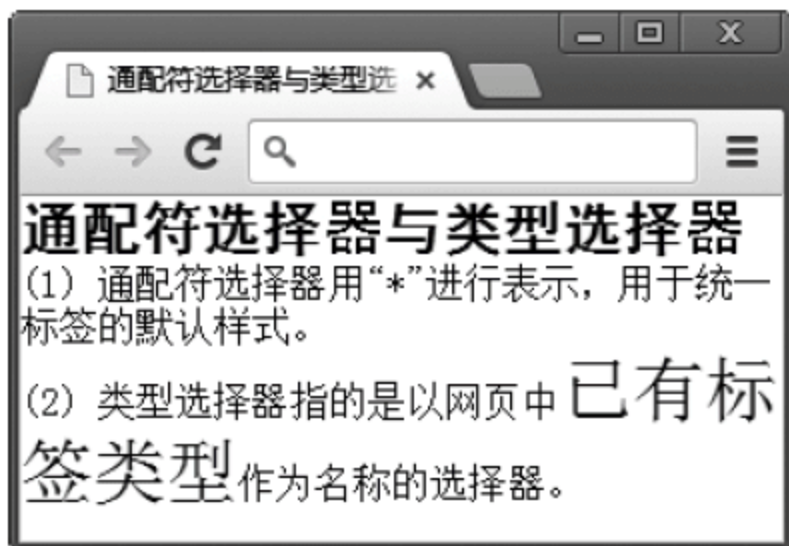 通配符选择器与类型选
通配符选择器与类型选择器
(1) 通配符选择器用“*”进行表示，用于统一
标签的默认样式。
(2) 类型选择器指的是以网页中已有标
签类型作为名称的选择器。